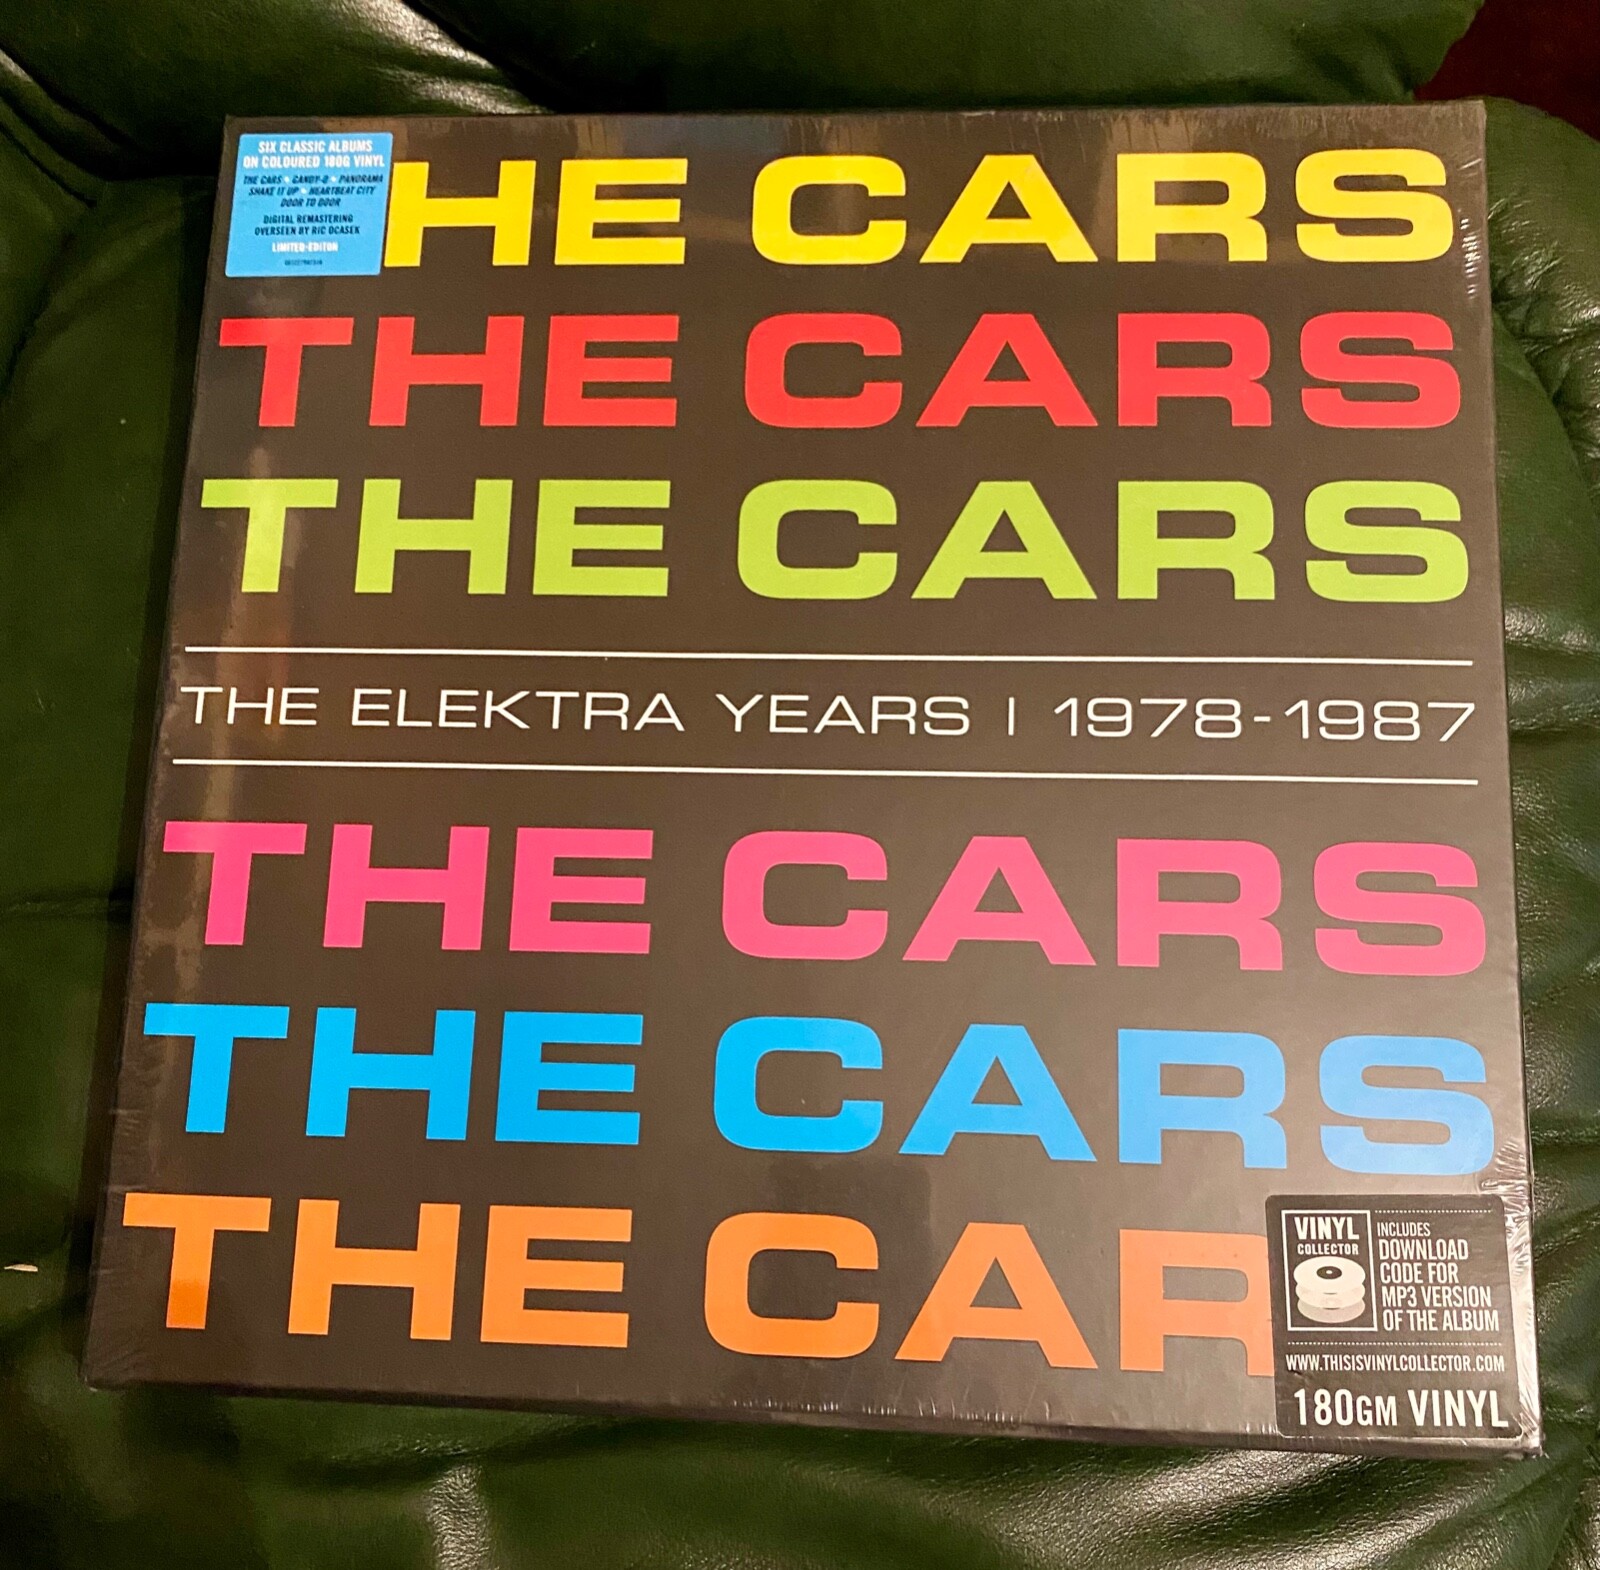 SIX CLASSIC ALBUMS
ON COLOURED 180G VINYL
THE CARS • CANDY-O • PANORAMA
SHAKE IT UP • HEARTBEAT CITY
DOOR TO DOOR
DIGITAL REMASTERING
OVERSEEN BY RIC OCASEK
LIMITED-EDITON
HE CARS
THE CARS
THE CARS
THE ELEKTRA YEARS | 1978-1987
THE CARS
THE CARS
THE CAR
VINYL
COLLECTOR
INCLUDES
DOWNLOAD
CODE FOR
MP3 VERSION
OF THE ALBUM
WWW.THISISVINYLCOLLECTOR.COM
180GM VINYL